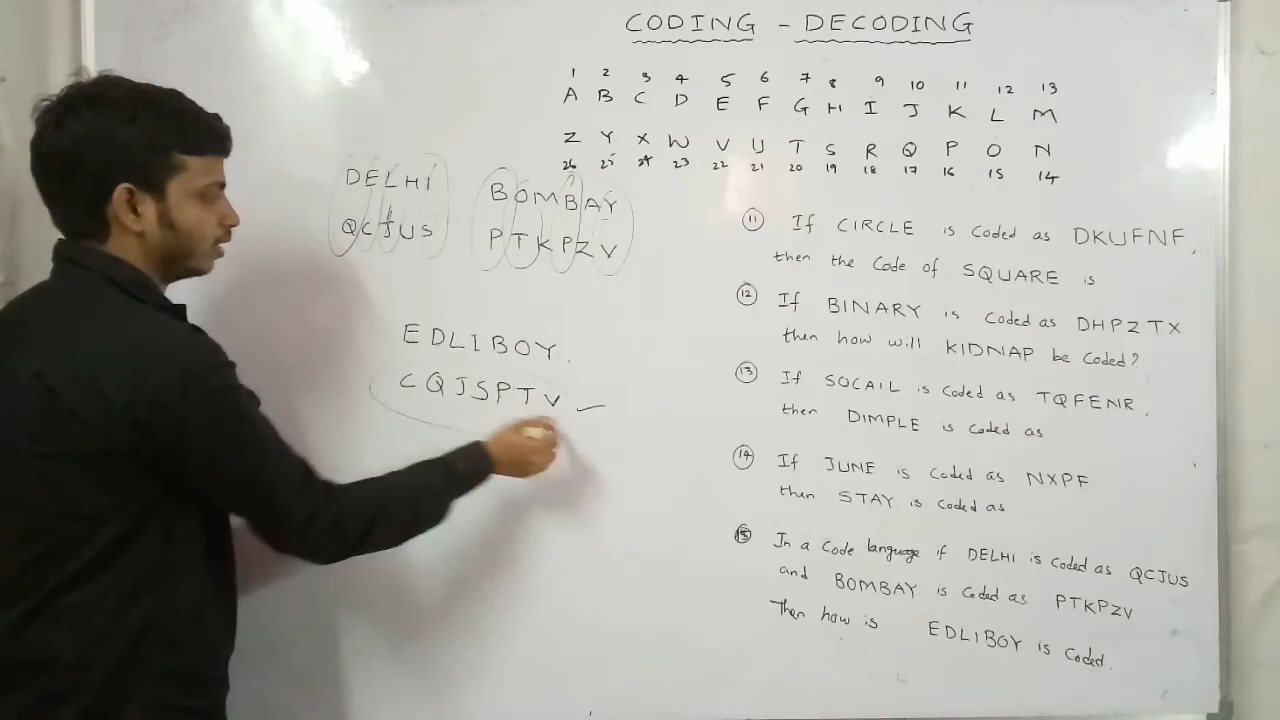 CODING - DECODING
1 2 3 4 5 6 7 8 9 10 11 12 13
A B C D E F G H I J K L M
Z Y X W V U T S R Q P O N
26 25 24 23 22 21 20 19 18 17 16 15 14
DELHI
QCJUS
BOMBAY
PTKPZV
EDLIBOY.
CQJSPTV
11 If CIRCLE is coded as DKUFNF,
then the code of SQUARE is
12 If BINARY is coded as DHPZTX
then how will KIDNAP be coded?
13 If SOCAIL is coded as TQFENR,
then DIMPLE is coded as
14 If JUNE is coded as NXPF
then STAY is coded as
15 In a code language if DELHI is coded as QCJUS
and BOMBAY is coded as PTKPZV
Then how is EDLIBOY is coded.